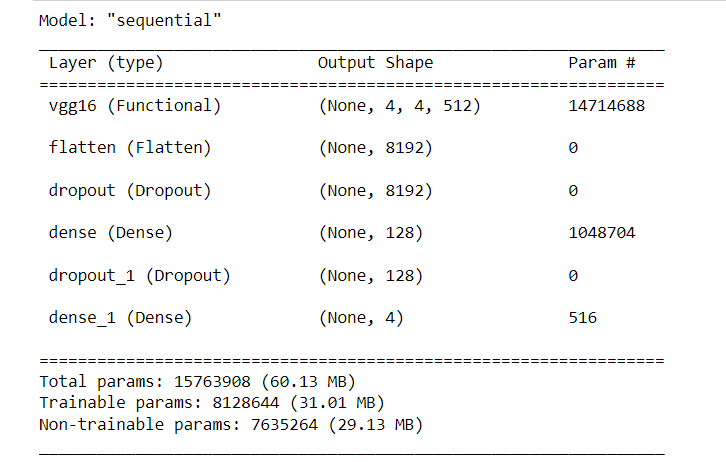 Model: "sequential"
_________________________________________________________________
Layer (type) Output Shape Param #
=================================================================
vgg16 (Functional) (None, 4, 4, 512) 14714688
flatten (Flatten) (None, 8192) 0
dropout (Dropout) (None, 8192) 0
dense (Dense) (None, 128) 1048704
dropout_1 (Dropout) (None, 128) 0
dense_1 (Dense) (None, 4) 516
=================================================================
Total params: 15763908 (60.13 MB)
Trainable params: 8128644 (31.01 MB)
Non-trainable params: 7635264 (29.13 MB)
_________________________________________________________________